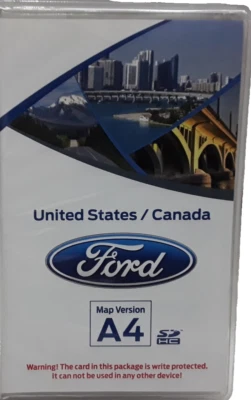 United States / Canada
Ford
Map Version
A4
SD
HC
Warning! The card in this package is write protected.
It can not be used in any other device!